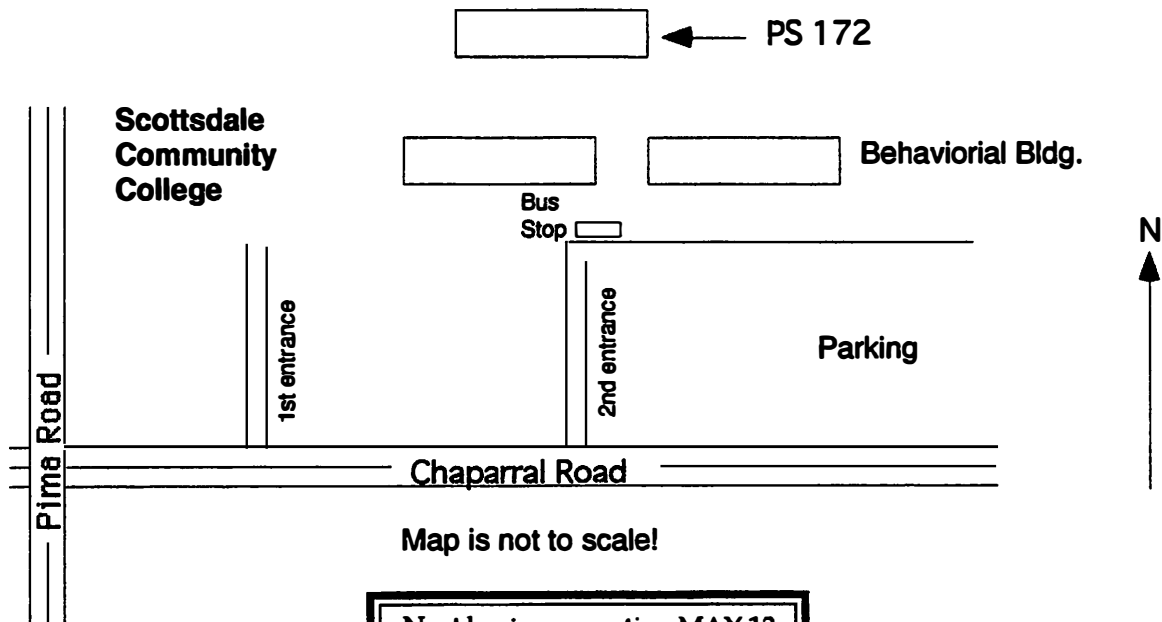 PS 172
Scottsdale
Community
College
Behaviorial Bldg.
Bus
Stop
N
1st entrance
2nd entrance
Parking
Pima Road
Chaparral Road
Map is not to scale!
MAY